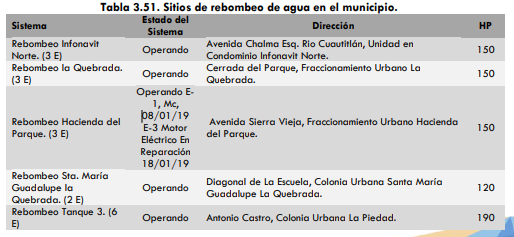 Tabla 3.51. Sitios de rebombeo de agua en el municipio.
Sistema Estado del Sistema Dirección HP
Rebombeo Infonavit Norte. (3 E) Operando Avenida Chalma Esq. Rio Cuautitlón, Unidad en Condominio Infonavit Norte. 150
Rebombeo la Quebrada. (3 E) Operando Cerrada del Parque, Fraccionamiento Urbano La Quebrada. 150
Rebombeo Hacienda del Parque. (3 E) Operando E-1, Mc, 08/01/19 E-3 Motor Eléctrico En Reparación 18/01/19 Avenida Sierra Vieja, Fraccionamiento Urbano Hacienda del Parque. 150
Rebombeo Sta. María Guadalupe la Quebrada. (2 E) Operando Diagonal de La Escuela, Colonia Urbana Santa María Guadalupe La Quebrada. 120
Rebombeo Tanque 3. (6 E) Operando Antonio Castro, Colonia Urbana La Piedad. 190